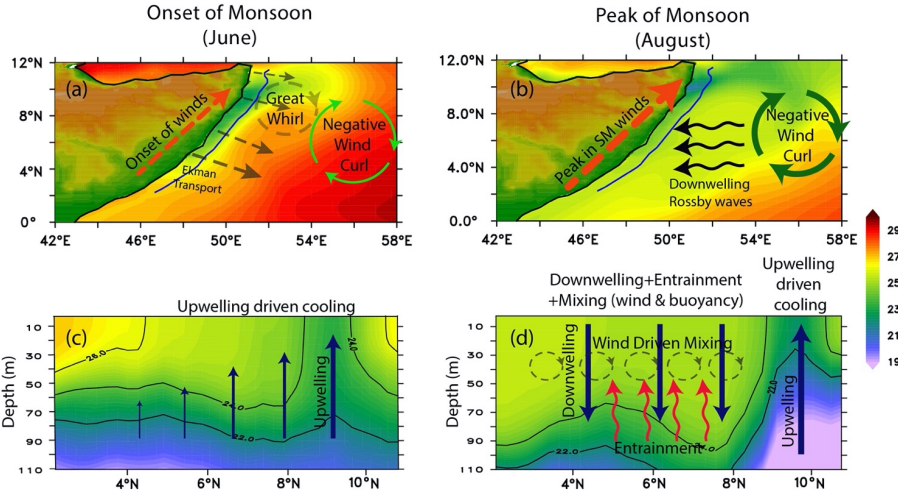 Onset of Monsoon
(June)
Peak of Monsoon
(August)
12°N
8°N
4°N
0°
42°E
46°E
50°E
54°E
58°E
(a)
Onset of winds
Great
Whirl
Negative
Wind
Curl
Ekman
Transport
12.0°N
8.0°N
4.0°N
0.0°
42°E
46°E
50°E
54°E
58°E
(b)
Peak in SM winds
Negative
Wind
Curl
Downwelling
Rossby waves
29
27
25
23
21
19
Upwelling driven cooling
(c)
Depth (m)
10
30
50
70
90
110
4°N
6°N
8°N
10°N
26.0
24.0
24.0
22.0
Upwelling
Downwelling+Entrainment
+Mixing (wind & buoyancy)
Upwelling
driven
cooling
(d)
Depth (m)
10
30
50
70
90
110
4°N
6°N
8°N
10°N
Downwelling
Wind Driven Mixing
Entrainment
22.0
22.0
Upwelling